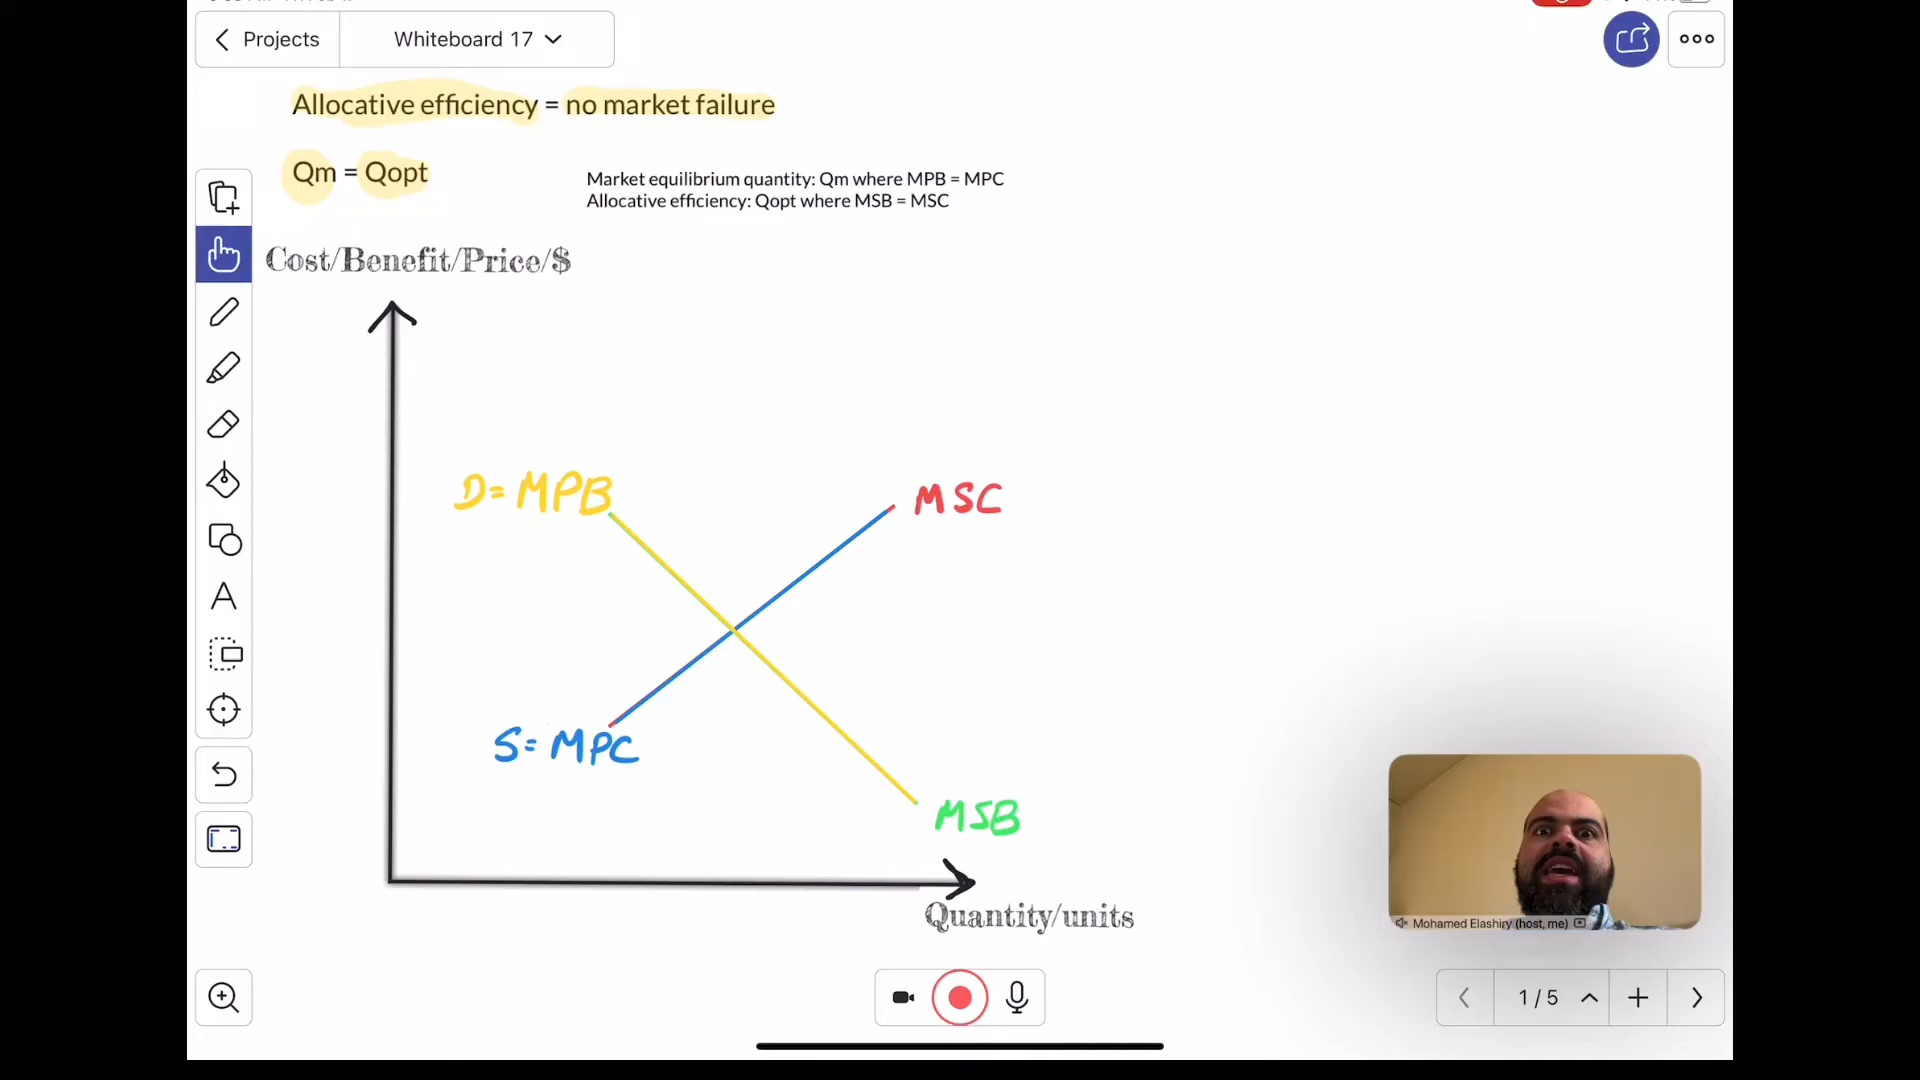 Projects
Whiteboard 17
Allocative efficiency = no market failure
Qm = Qopt
Market equilibrium quantity: Qm where MPB = MPC
Allocative efficiency: Qopt where MSB = MSC
Cost/Benefit/Price/$
D= MPB
MSC
S= MPC
MSB
Quantity/units
Mohamed Elashiry (host, me)
1 / 5